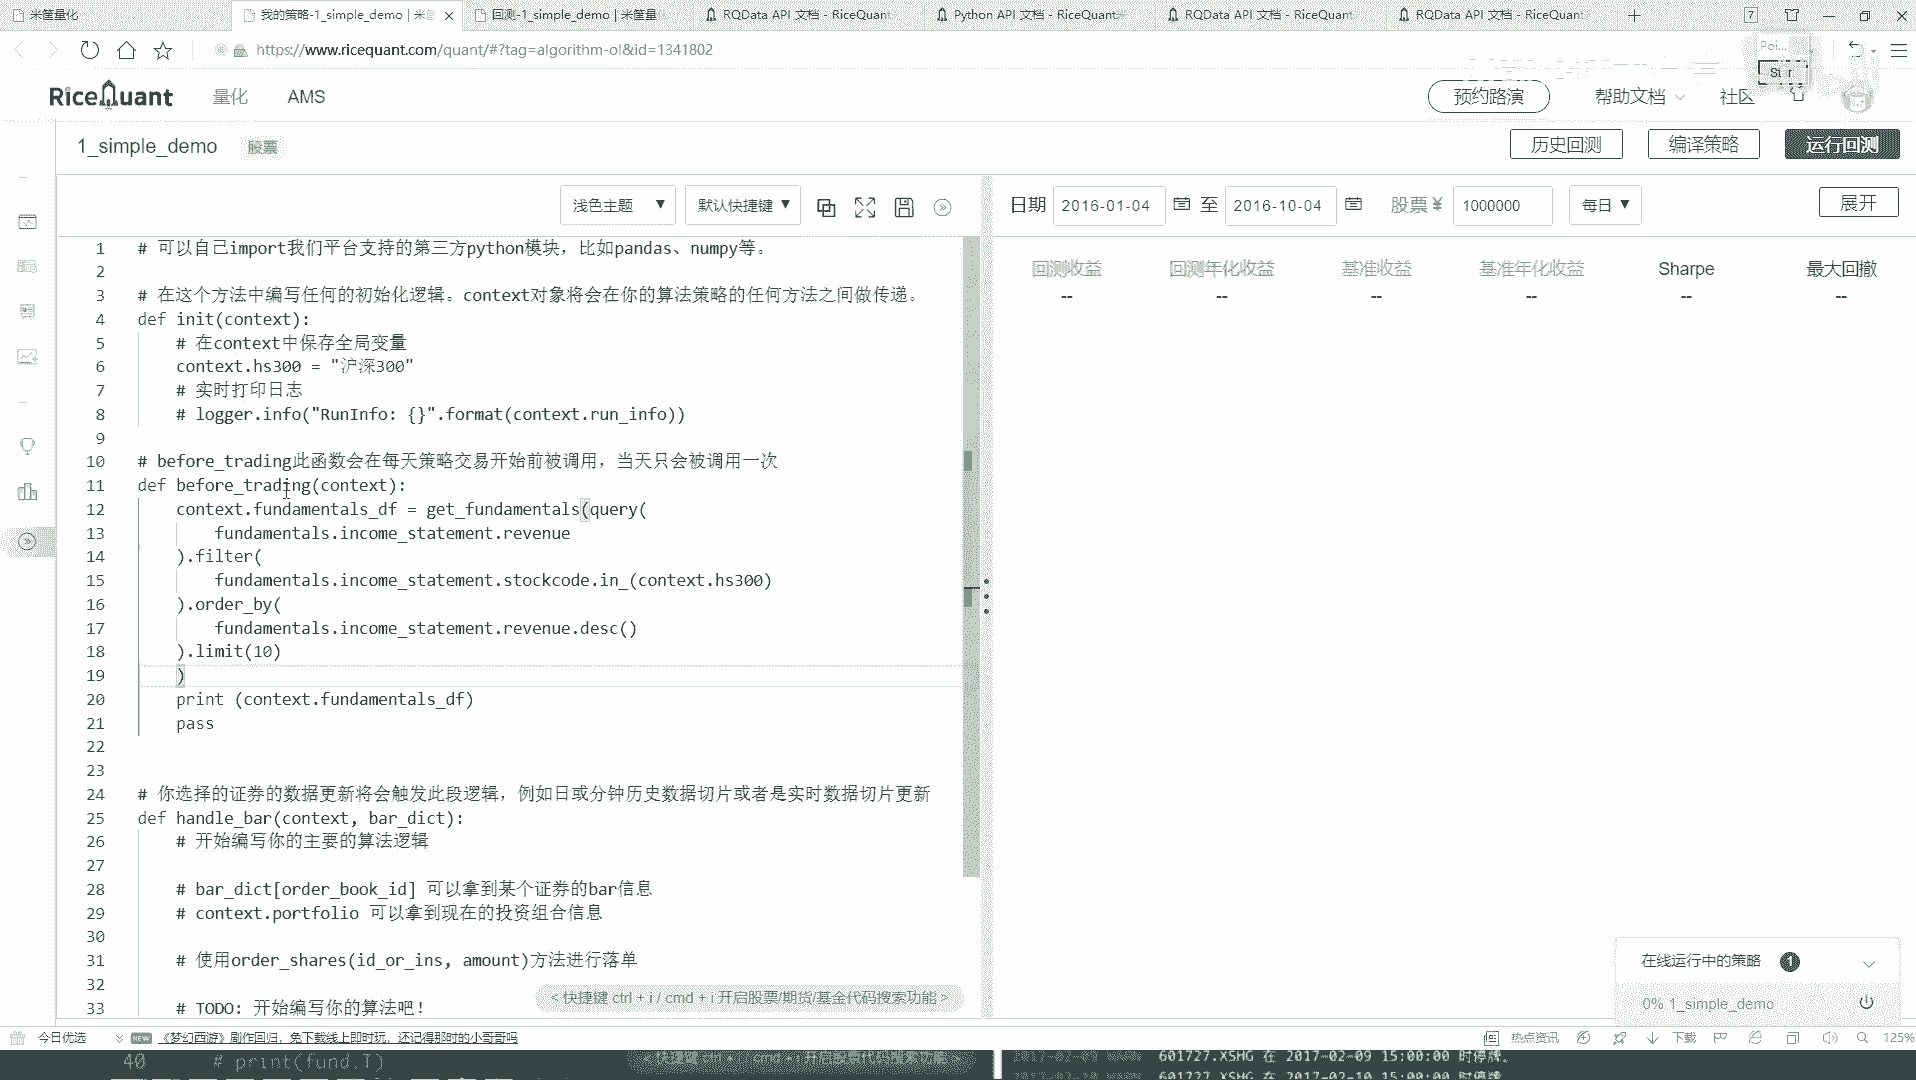 米筐量化
我的策略-1_simple_demo | 米筐
回测-1_simple_demo | 米筐量
RQData API 文档 - RiceQuant
Python API 文档 - RiceQuant
RQData API 文档 - RiceQuant
RQData API 文档 - RiceQuant
7
https://www.ricequant.com/quant/#?tag=algorithm-ol&id=1341802
Poi...
RiceQuant
量化
AMS
预约路演
帮助文档
社区
1_simple_demo
股票
历史回测
编译策略
运行回测
浅色主题
默认快捷键
日期
2016-01-04
至
2016-10-04
股票¥
1000000
每日
展开
回测收益
回测年化收益
基准收益
基准年化收益
Sharpe
最大回撤
-- -- -- -- -- --
1 # 可以自己import我们平台支持的第三方python模块，比如pandas、numpy等。
2
3 # 在这个方法中编写任何的初始化逻辑。context对象将会在你的算法策略的任何方法之间做传递。
4 def init(context):
5 # 在context中保存全局变量
6 context.hs300 = "沪深300"
7 # 实时打印日志
8 # logger.info("RunInfo: {}".format(context.run_info))
9
10 # before_trading此函数会在每天策略交易开始前被调用，当天只会被调用一次
11 def before_trading(context):
12 context.fundamentals_df = get_fundamentals(query(
13 fundamentals.income_statement.revenue
14 ).filter(
15 fundamentals.income_statement.stockcode.in_(context.hs300)
16 ).order_by(
17 fundamentals.income_statement.revenue.desc()
18 ).limit(10)
19 )
20 print (context.fundamentals_df)
21 pass
22
23
24 # 你选择的证券的数据更新将会触发此段逻辑，例如日或分钟历史数据切片或者是实时数据切片更新
25 def handle_bar(context, bar_dict):
26 # 开始编写你的主要的算法逻辑
27
28 # bar_dict[order_book_id] 可以拿到某个证券的bar信息
29 # context.portfolio 可以拿到现在的投资组合信息
30
31 # 使用order_shares(id_or_ins, amount)方法进行落单
32
33 # TODO: 开始编写你的算法吧！
< 快捷键 ctrl + i / cmd + i 开启股票/期货/基金代码搜索功能 >
在线运行中的策略
1
0% 1_simple_demo
今日优选
NEW
《梦幻西游》剧作回归，免下载线上即时玩，还记得那时的小哥哥吗
热点资讯
下载
125%
40 # print(fund.T)
601727.XSHG 在 2017-02-09 15:00:00 时停牌。
601727.XSHG 在 2017-02-10 15:00:00 时停牌。